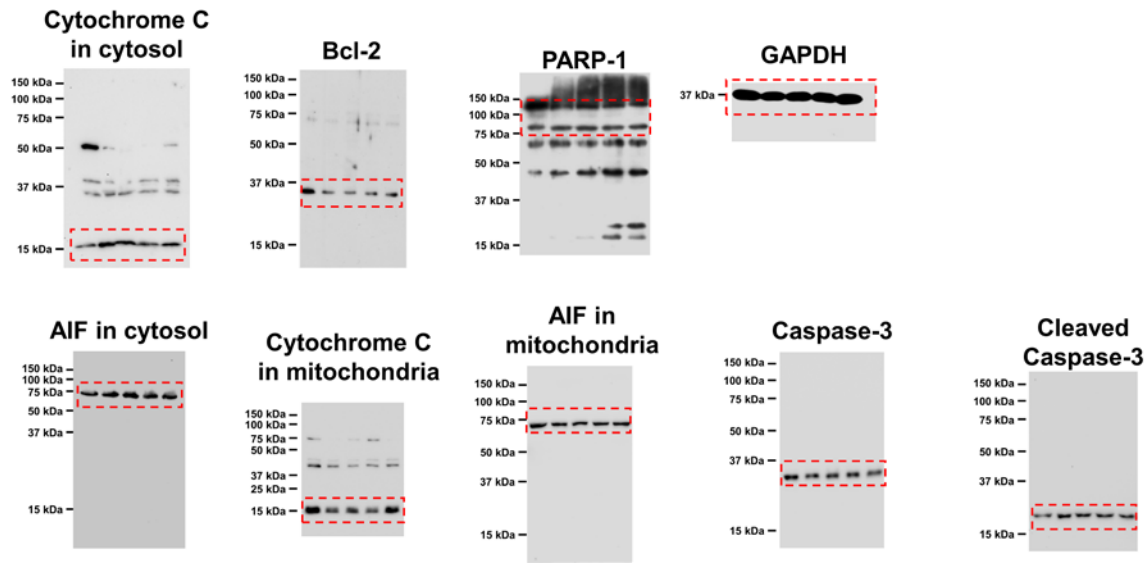 Cytochrome C
in cytosol
150 kDa
100 kDa
75 kDa
50 kDa
37 kDa
15 kDa
Bcl-2
150 kDa
100 kDa
75 kDa
50 kDa
37 kDa
15 kDa
PARP-1
150 kDa
100 kDa
75 kDa
50 kDa
37 kDa
15 kDa
GAPDH
37 kDa
AIF in cytosol
150 kDa
100 kDa
75 kDa
50 kDa
37 kDa
15 kDa
Cytochrome C
in mitochondria
150 kDa
100 kDa
75 kDa
50 kDa
37 kDa
25 kDa
15 kDa
AIF in
mitochondria
150 kDa
100 kDa
75 kDa
50 kDa
37 kDa
15 kDa
Caspase-3
150 kDa
100 kDa
75 kDa
50 kDa
37 kDa
15 kDa
Cleaved
Caspase-3
150 kDa
100 kDa
75 kDa
50 kDa
37 kDa
25 kDa
15 kDa